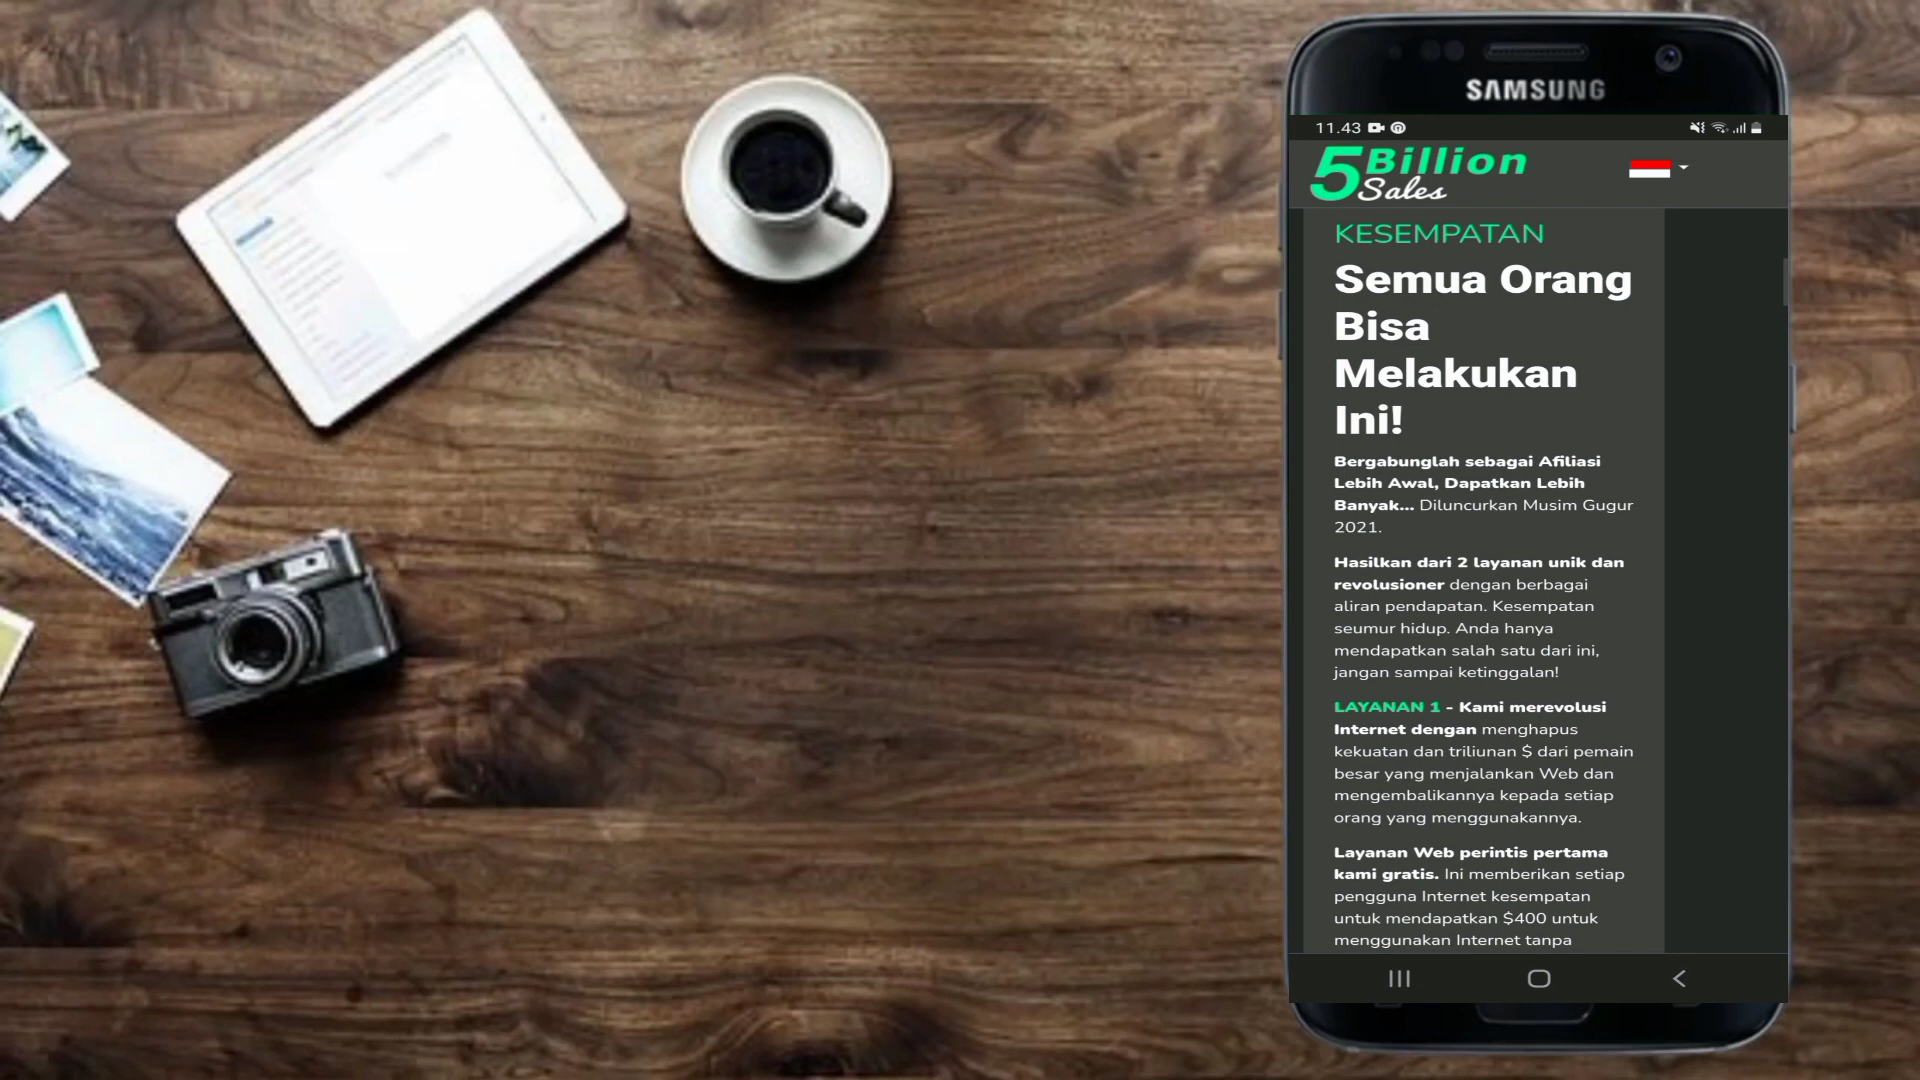 SAMSUNG
11.43
5 Billion
Sales
KESEMPATAN
Semua Orang
Bisa
Melakukan
Ini!
Bergabunglah sebagai Afiliasi
Lebih Awal, Dapatkan Lebih
Banyak... Diluncurkan Musim Gugur
2021.
Hasilkan dari 2 layanan unik dan
revolusioner dengan berbagai
aliran pendapatan. Kesempatan
seumur hidup. Anda hanya
mendapatkan salah satu dari ini,
jangan sampai ketinggalan!
LAYANAN 1 - Kami merevolusi
Internet dengan menghapus
kekuatan dan triliunan $ dari pemain
besar yang menjalankan Web dan
mengembalikannya kepada setiap
orang yang menggunakannya.
Layanan Web perintis pertama
kami gratis. Ini memberikan setiap
pengguna Internet kesempatan
untuk mendapatkan $400 untuk
menggunakan Internet tanpa